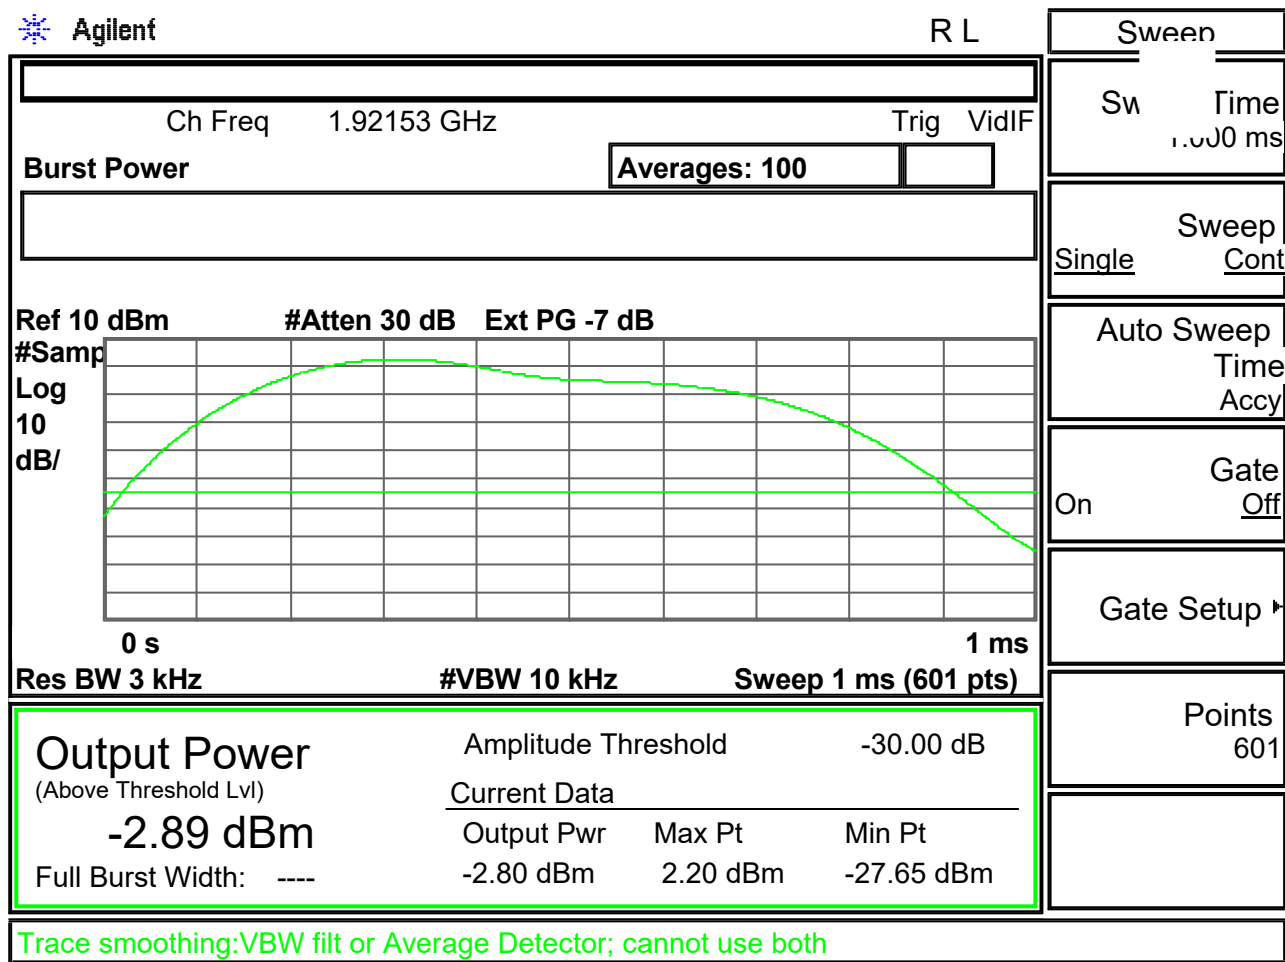 Agilent
R L
Ch Freq 1.92153 GHz
Trig VidIF
Burst Power
Averages: 100
Ref 10 dBm #Atten 30 dB Ext PG -7 dB
#Samp
Log
10
dB/
0 s 1 ms
Res BW 3 kHz #VBW 10 kHz Sweep 1 ms (601 pts)
Output Power
(Above Threshold Lvl)
-2.89 dBm
Full Burst Width: ----
Amplitude Threshold -30.00 dB
Current Data
Output Pwr Max Pt Min Pt
-2.80 dBm 2.20 dBm -27.65 dBm
Trace smoothing:VBW filt or Average Detector; cannot use both
Sweep
ms
Sweep
Single Cont
Auto Sweep
Time
Accy
Gate
On Off
Gate Setup
Points
601